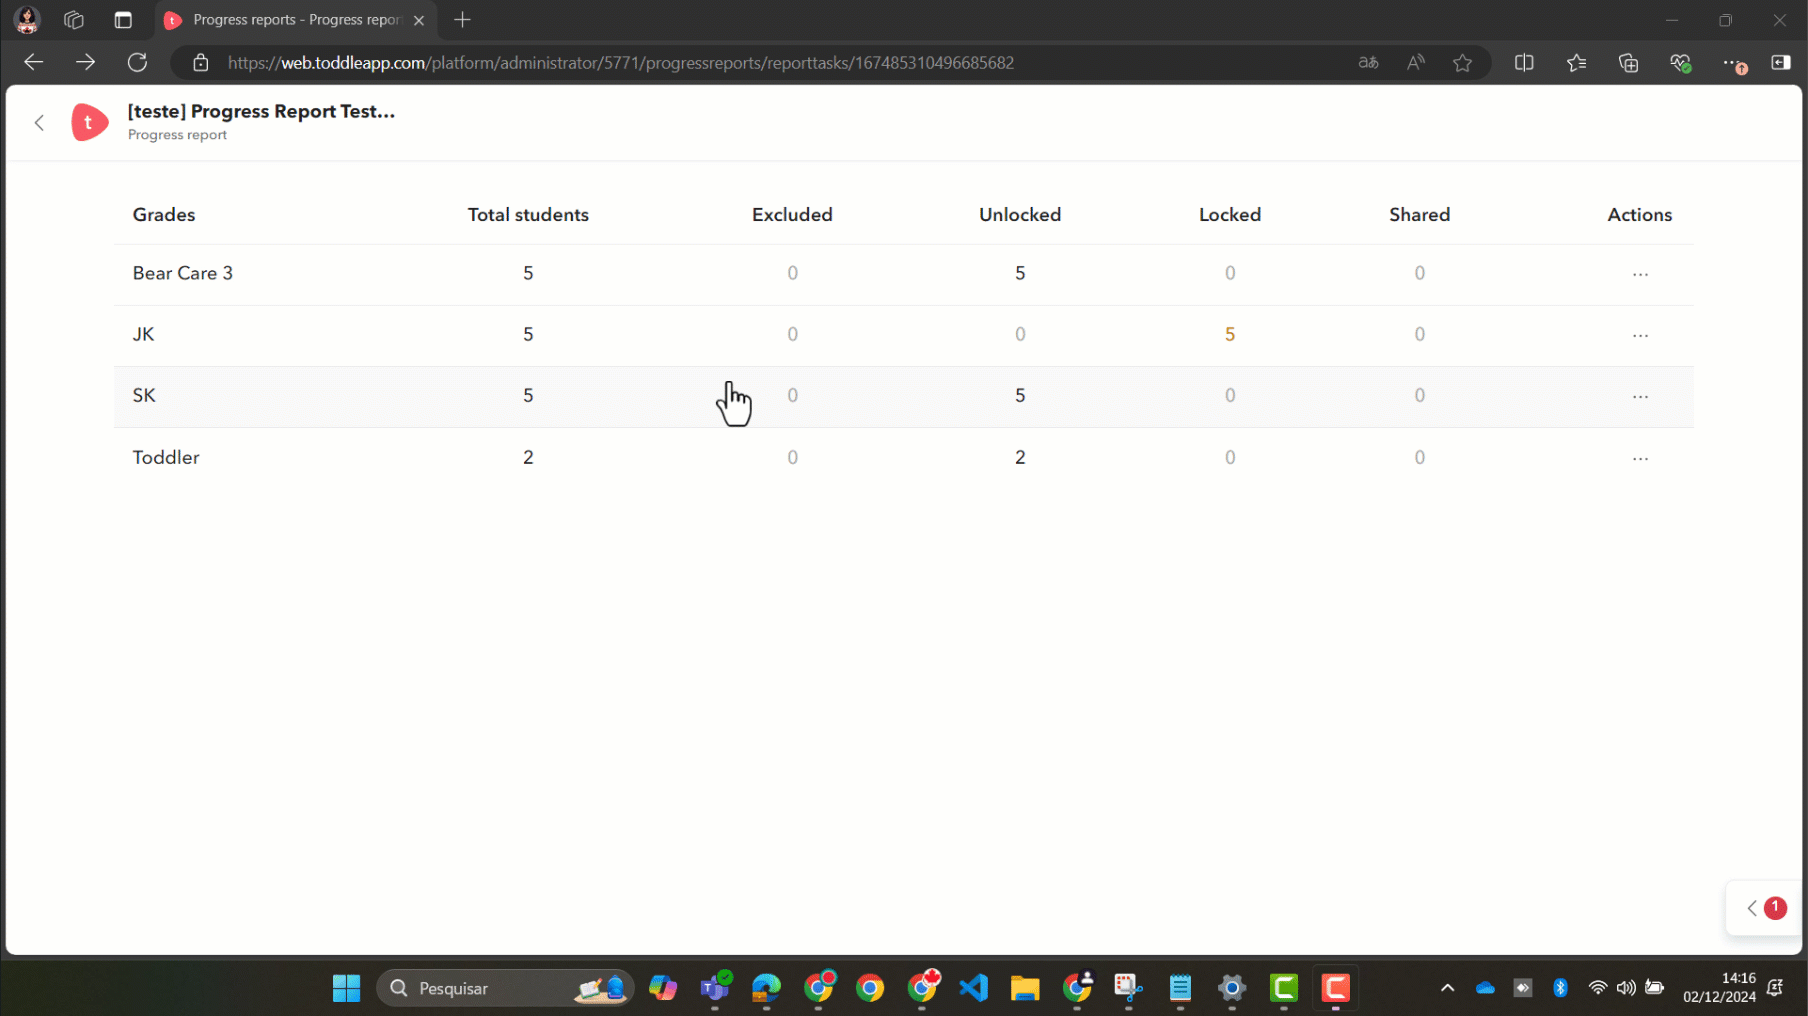 Progress reports - Progress repor
https://web.toddleapp.com/platform/administrator/5771/progressreports/reporttasks/167485310496685682
[teste] Progress Report Test...
Progress report
t
Grades Total students Excluded Unlocked Locked Shared Actions
Bear Care 3 5 0 5 0 0 ...
JK 5 0 0 5 0 ...
SK 5 0 5 0 0 ...
Toddler 2 0 2 0 0 ...
1
Pesquisar
14:16
02/12/2024